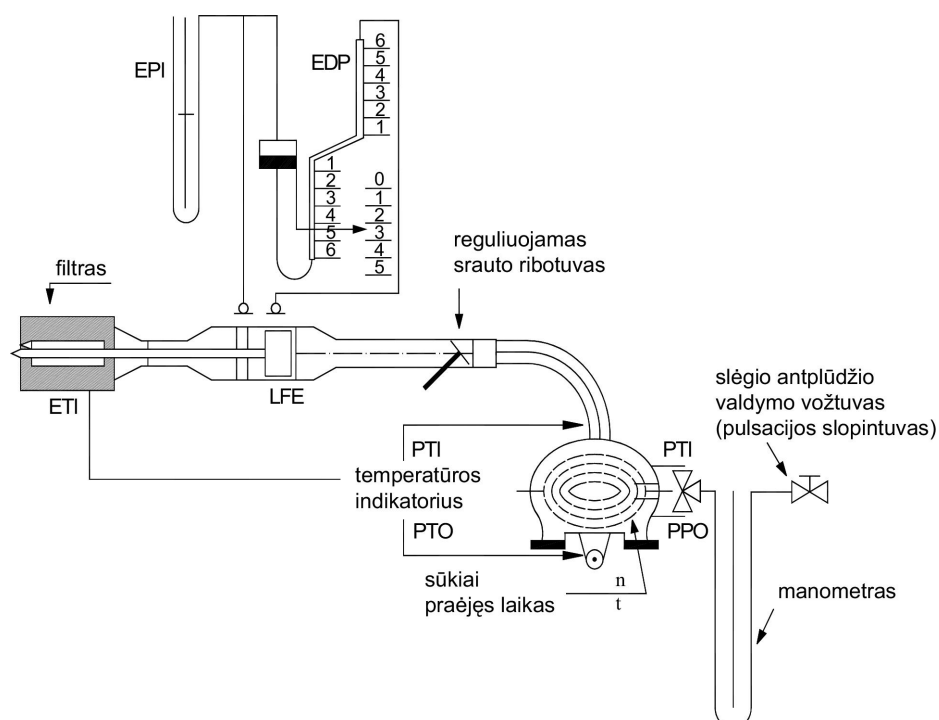 EPI
EDP
6
5
4
3
2
1
1
2
3
4
5
6
0
1
2
3
4
5
reguliuojamas
srauto ribotuvas
filtras
ETI
LFE
slėgio antplūdžio
valdymo vožtuvas
(pulsacijos slopintuvas)
PTI
temperatūros
indikatorius
PTO
PTI
PPO
sūkiai
praėjęs laikas
n
t
manometras